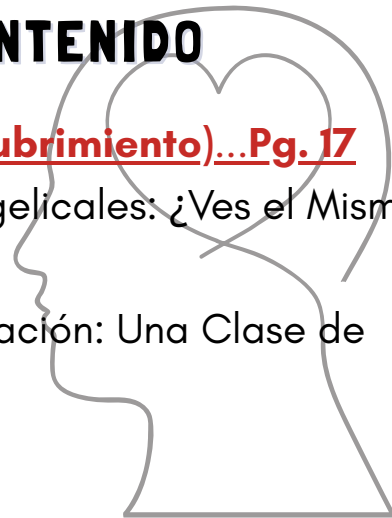 NTENIDO
ubrimiento)...Pg. 17
gelicales: ¿Ves el Mism
ación: Una Clase de